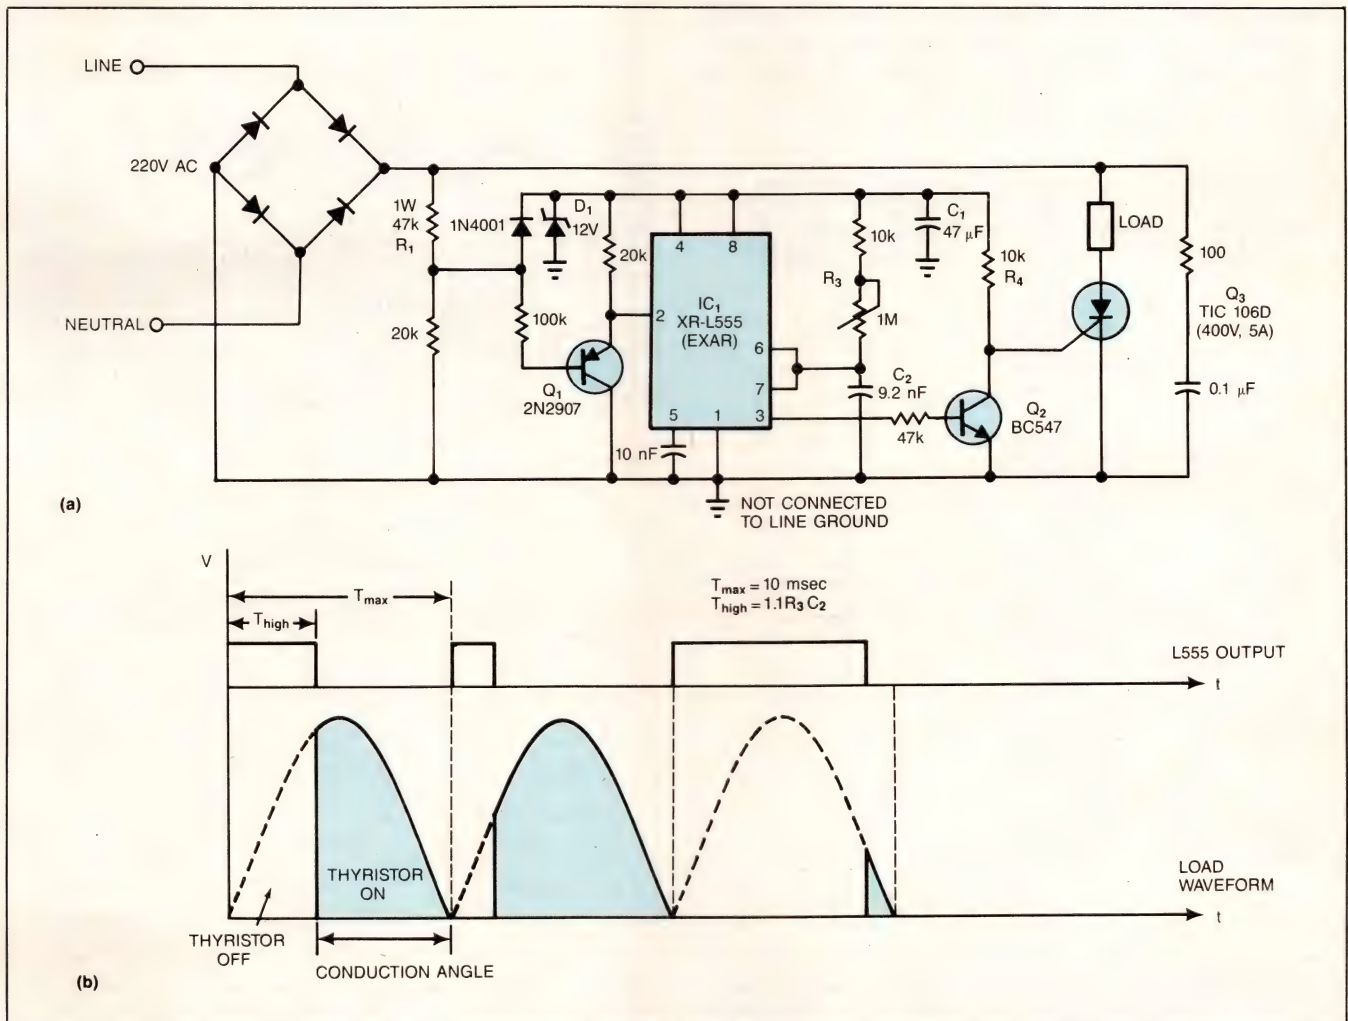 LINE
220V AC
NEUTRAL
1W
47k
R₁
20k
1N4001
D₁
12V
100k
20k
Q₁
2N2907
4
8
2
IC₁
XR-L555
(EXAR)
6
7
5
1
3
10 nF
10k
R₃
1M
C₂
9.2 nF
47k
C₁
47 µF
10k
R₄
Q₂
BC547
LOAD
Q₃
TIC 106D
(400V, 5A)
100
0.1 µF
NOT CONNECTED
TO LINE GROUND
(a)
V
Tmax
Thigh
Tmax = 10 msec
Thigh = 1.1R₃C₂
L555 OUTPUT
t
THYRISTOR
ON
LOAD
WAVEFORM
t
THYRISTOR
OFF
CONDUCTION ANGLE
(b)